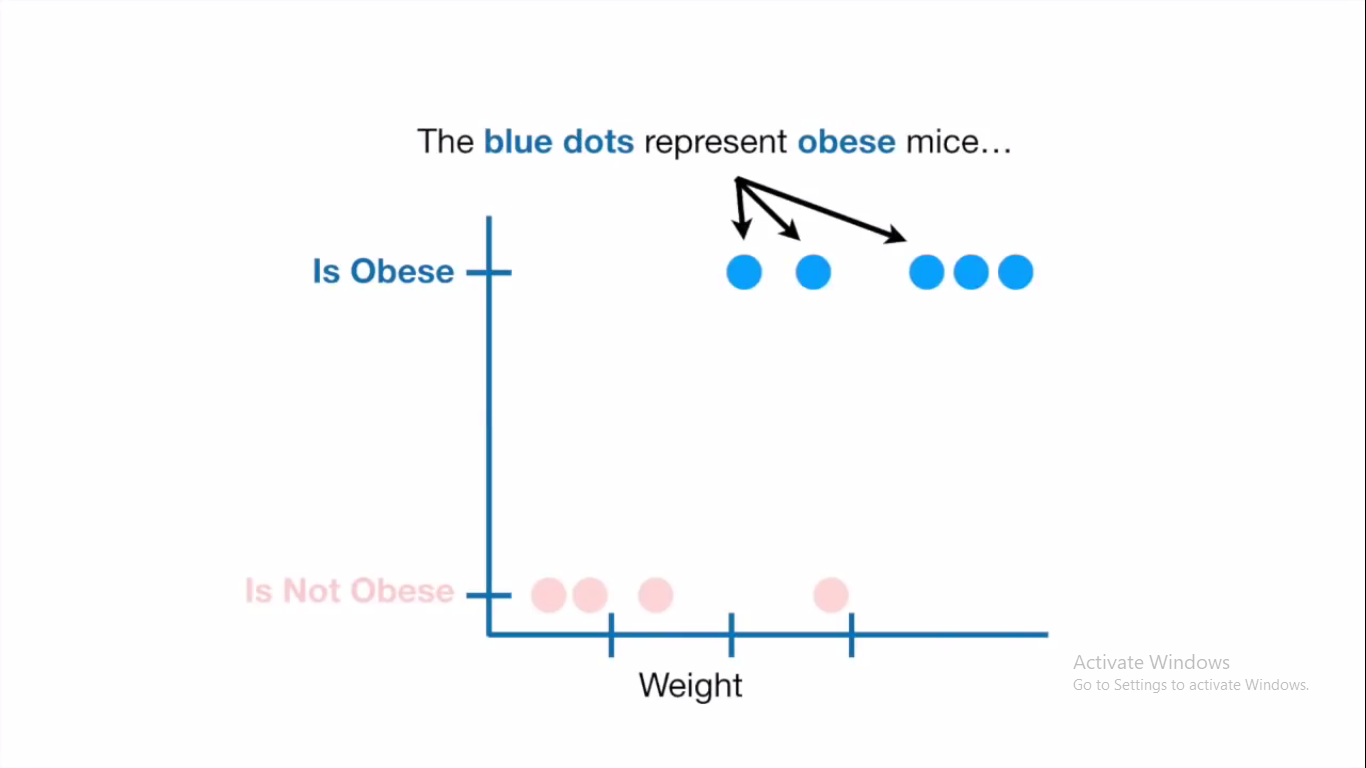 The blue dots represent obese mice…
Is Obese
Is Not Obese
Weight
Activate Windows
Go to Settings to activate Windows.